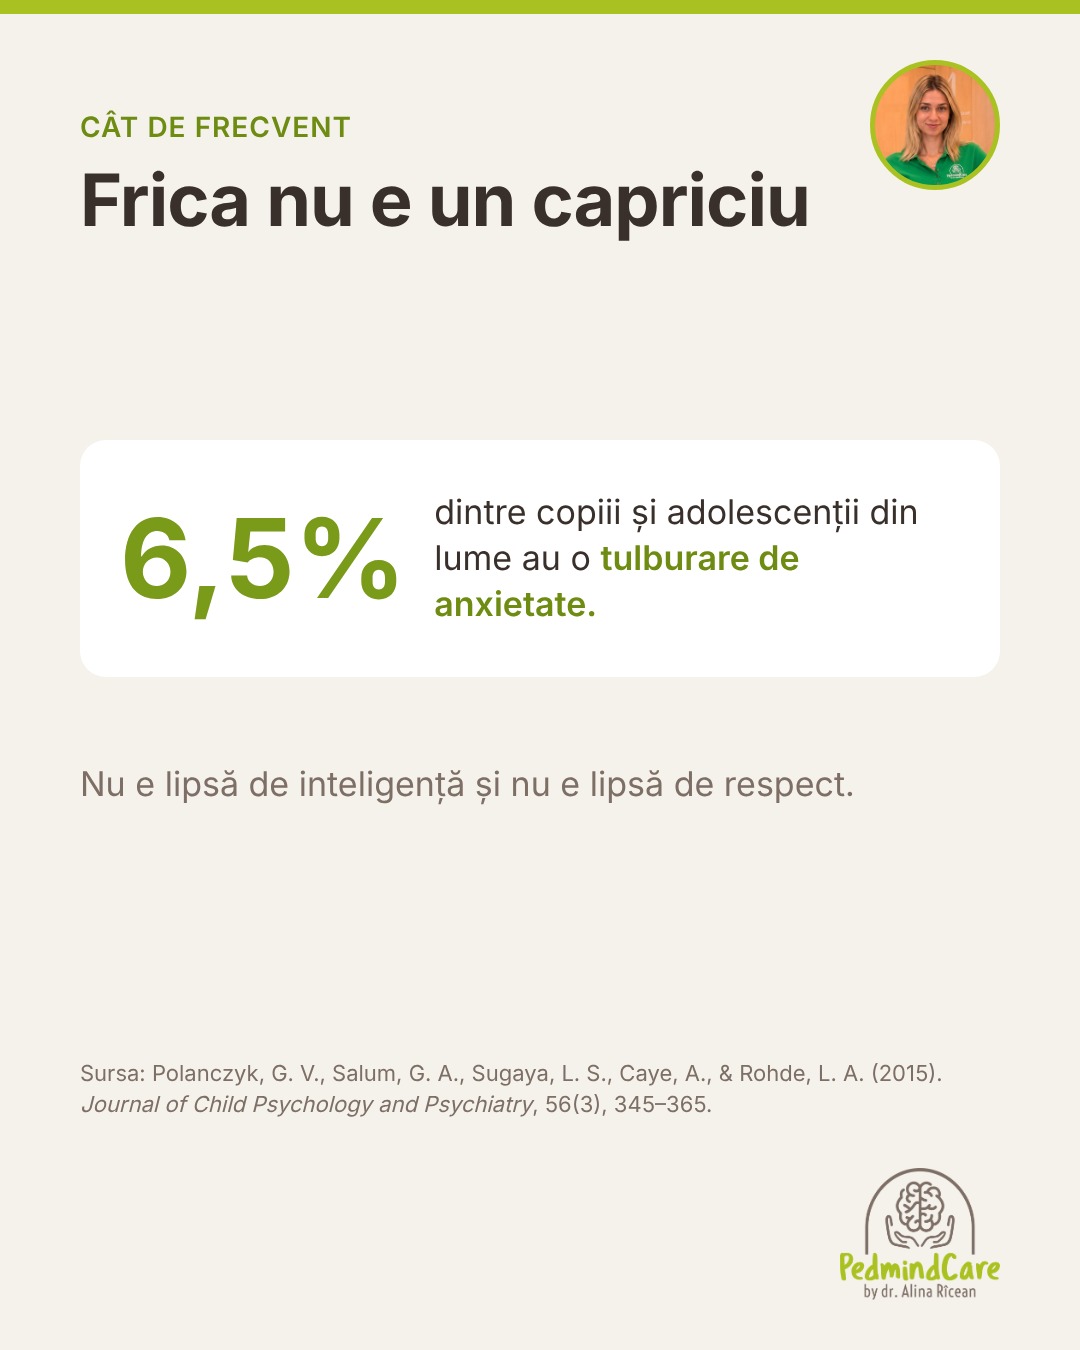 CÂT DE FRECVENT
Frica nu e un capriciu
6,5%
dintre copiii și adolescenții din
lume au o tulburare de
anxietate.
Nu e lipsă de inteligență și nu e lipsă de respect.
Sursa: Polanczyk, G. V., Salum, G. A., Sugaya, L. S., Caye, A., & Rohde, L. A. (2015).
Journal of Child Psychology and Psychiatry, 56(3), 345–365.
PedmindCare
by dr. Alina Rîcean